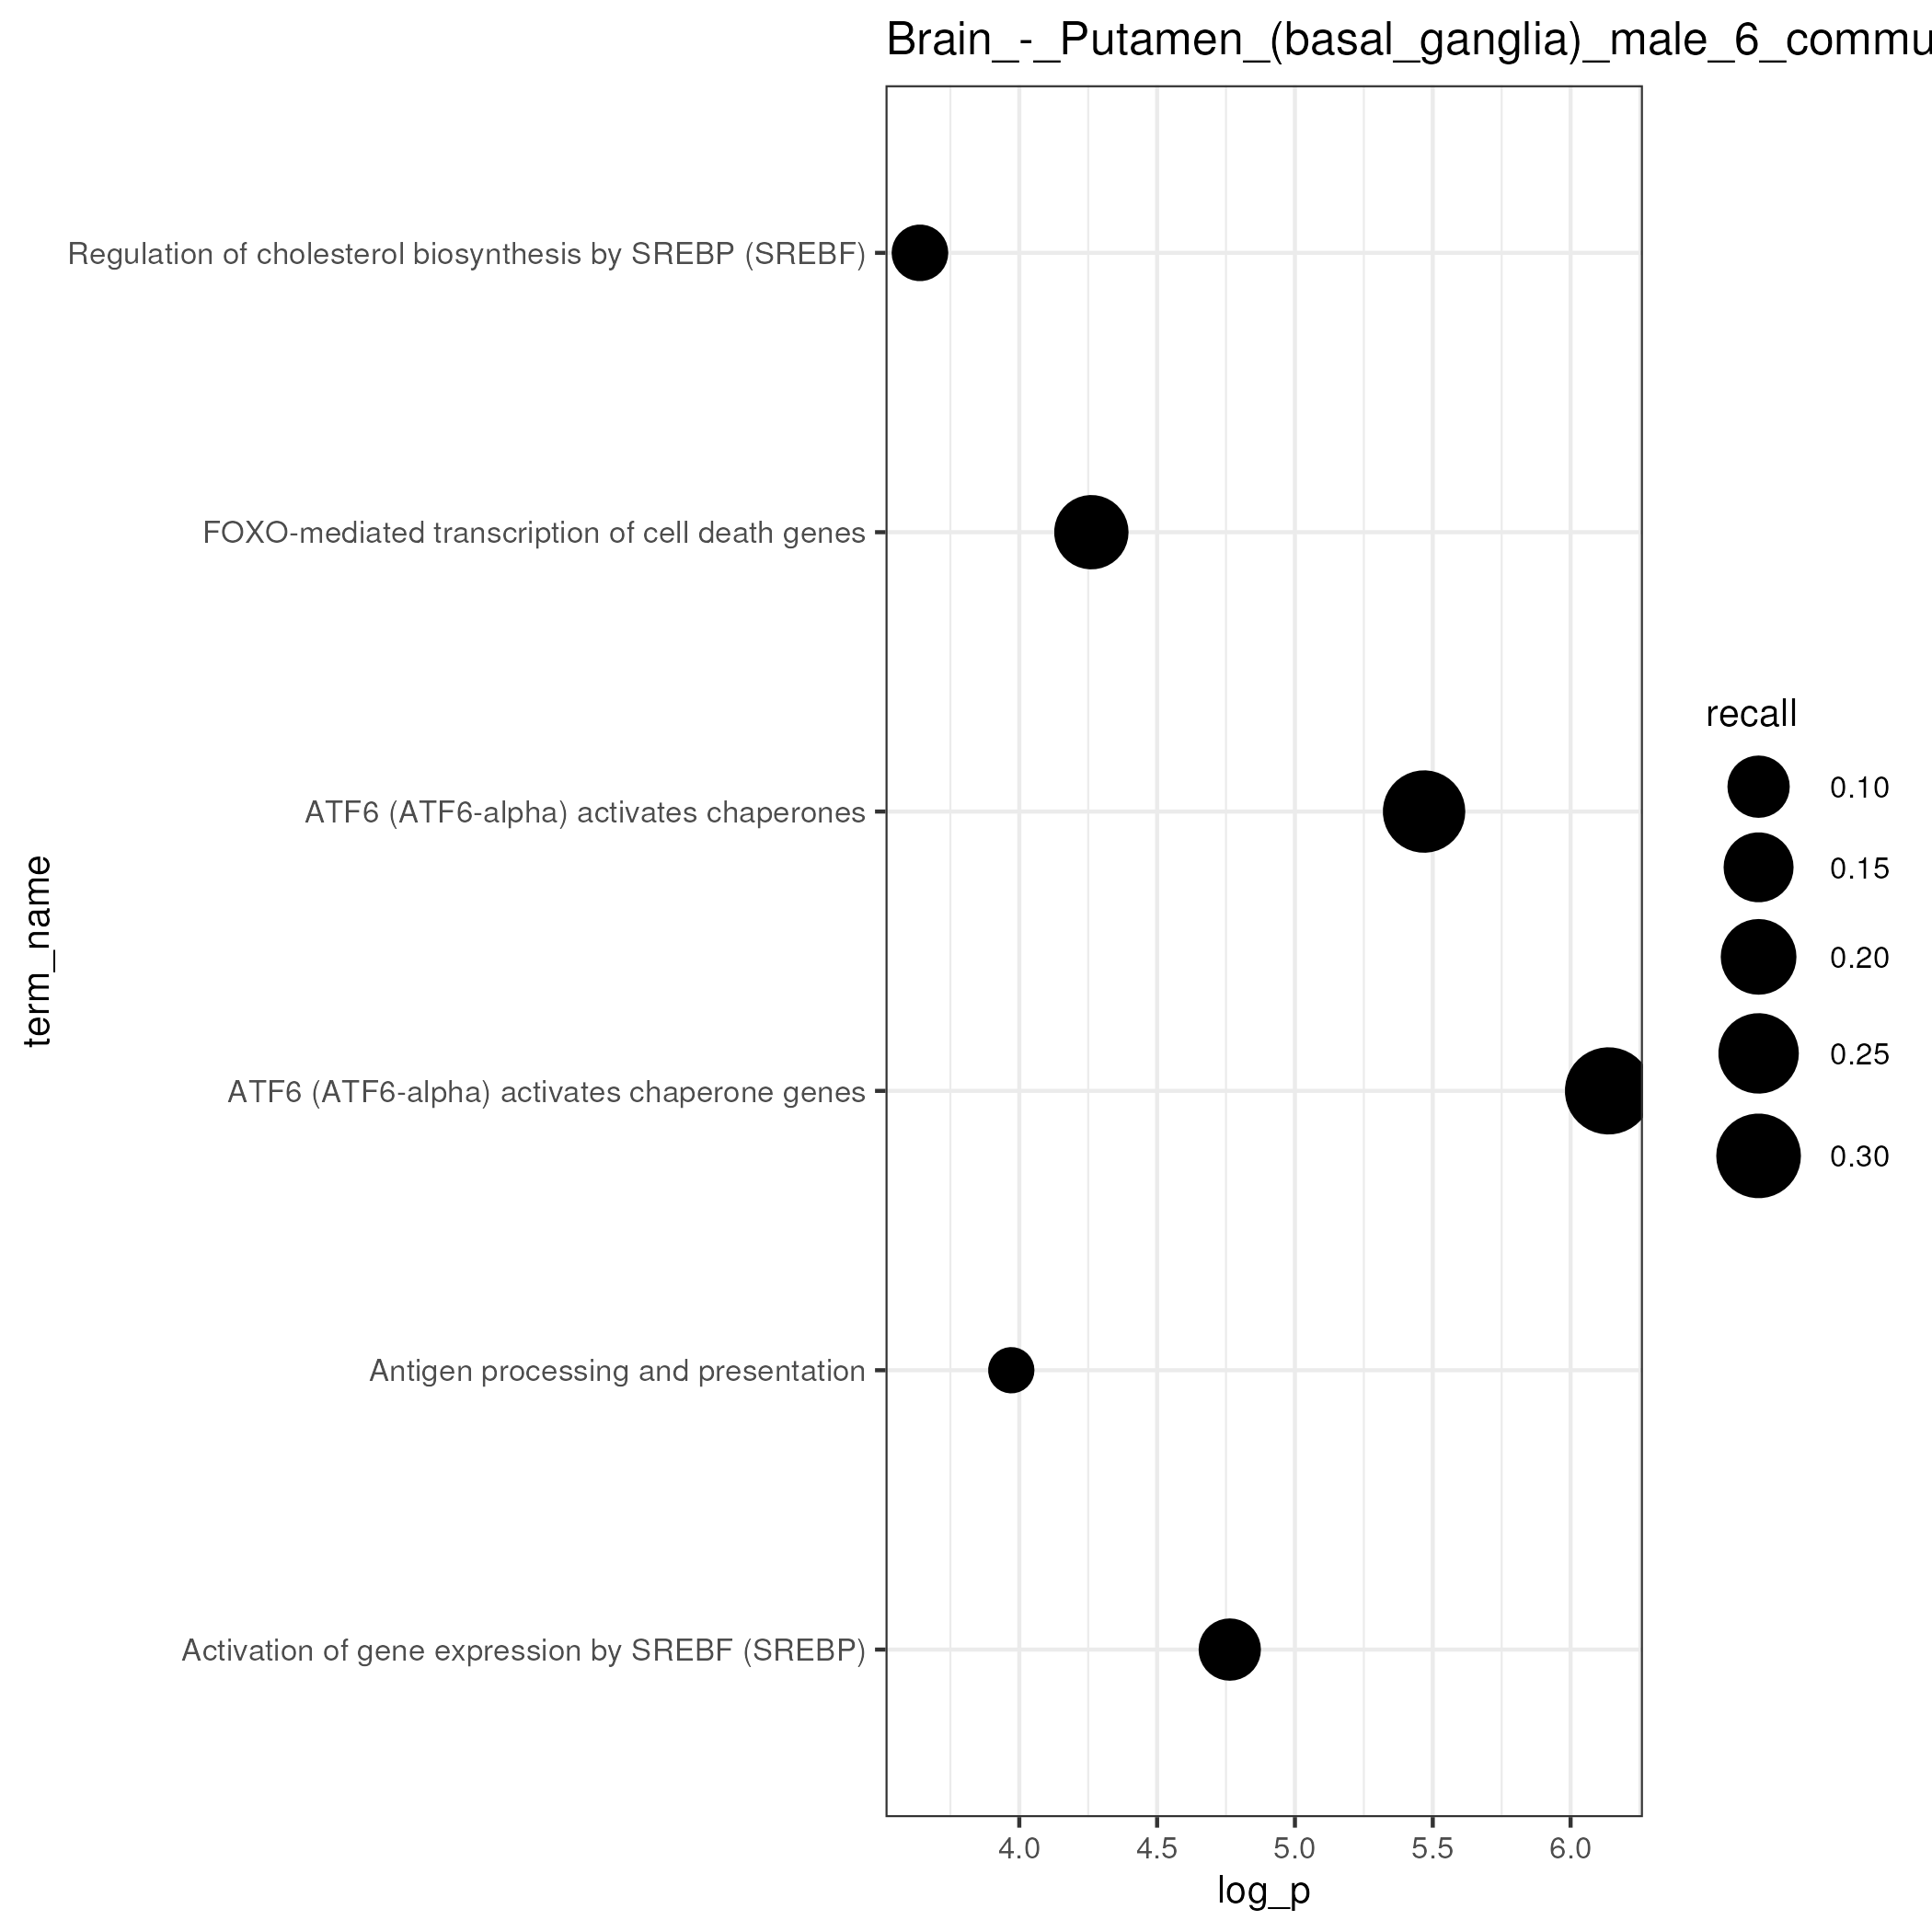 Brain_-_Putamen_(basal_ganglia)_male_6_commu
Regulation of cholesterol biosynthesis by SREBP (SREBF)
FOXO-mediated transcription of cell death genes
ATF6 (ATF6-alpha) activates chaperones
ATF6 (ATF6-alpha) activates chaperone genes
Antigen processing and presentation
Activation of gene expression by SREBF (SREBP)
term_name
4.0 4.5 5.0 5.5 6.0
log_p
recall
0.10
0.15
0.20
0.25
0.30